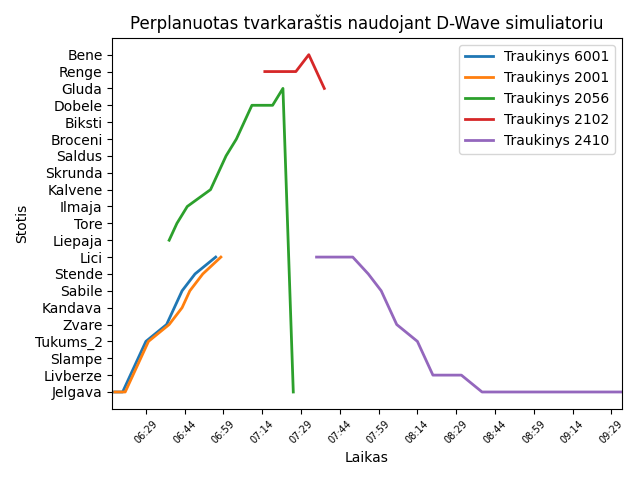 Perplanuotas tvarkaraštis naudojant D-Wave simuliatoriu
Bene
Renge
Gluda
Dobele
Biksti
Broceni
Saldus
Skrunda
Kalvene
Ilmaja
Tore
Liepaja
Lici
Stende
Sabile
Kandava
Zvare
Tukums_2
Slampe
Livberze
Jelgava
Stotis
Traukinys 6001
Traukinys 2001
Traukinys 2056
Traukinys 2102
Traukinys 2410
06:29 06:44 06:59 07:14 07:29 07:44 07:59 08:14 08:29 08:44 08:59 09:14 09:29
Laikas